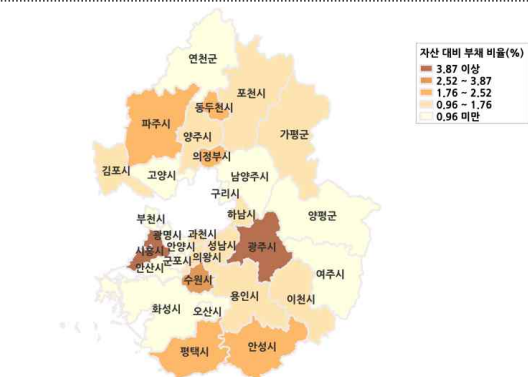 자산 대비 부채 비율(%)
3.87 이상
2.52 ~ 3.87
1.76 ~ 2.52
0.96 ~ 1.76
0.96 미만
연천군
포천시
동두천시
파주시
양주시
가평군
의정부시
김포시
고양시
남양주시
구리시
하남시
양평군
부천시
광명시
과천시
시흥시
안양시
성남시
광주시
군포시
의왕시
안산시
수원시
여주시
용인시
이천시
화성시
오산시
평택시
안성시